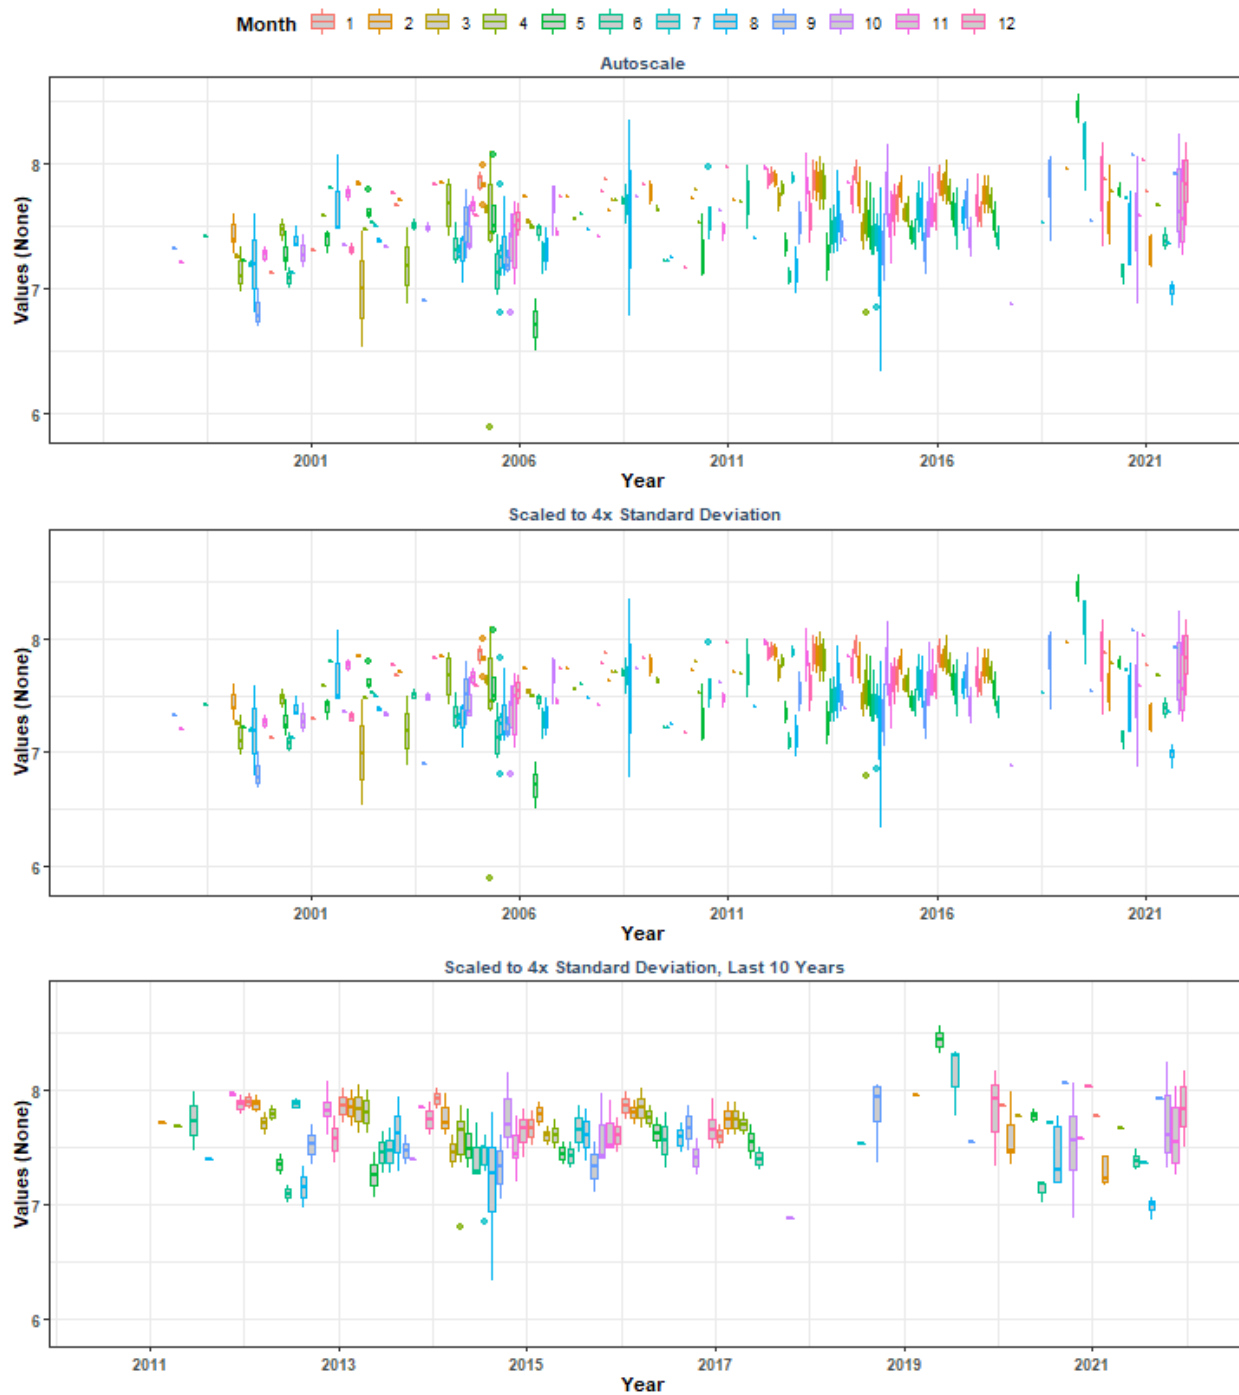 Month 1 2 3 4 5 6 7 8 9 10 11 12
Autoscale
Values (None)
8
7
6
2001 2006 2011 2016 2021
Year
Scaled to 4x Standard Deviation
Values (None)
8
7
6
2001 2006 2011 2016 2021
Year
Scaled to 4x Standard Deviation, Last 10 Years
Values (None)
8
7
6
2011 2013 2015 2017 2019 2021
Year